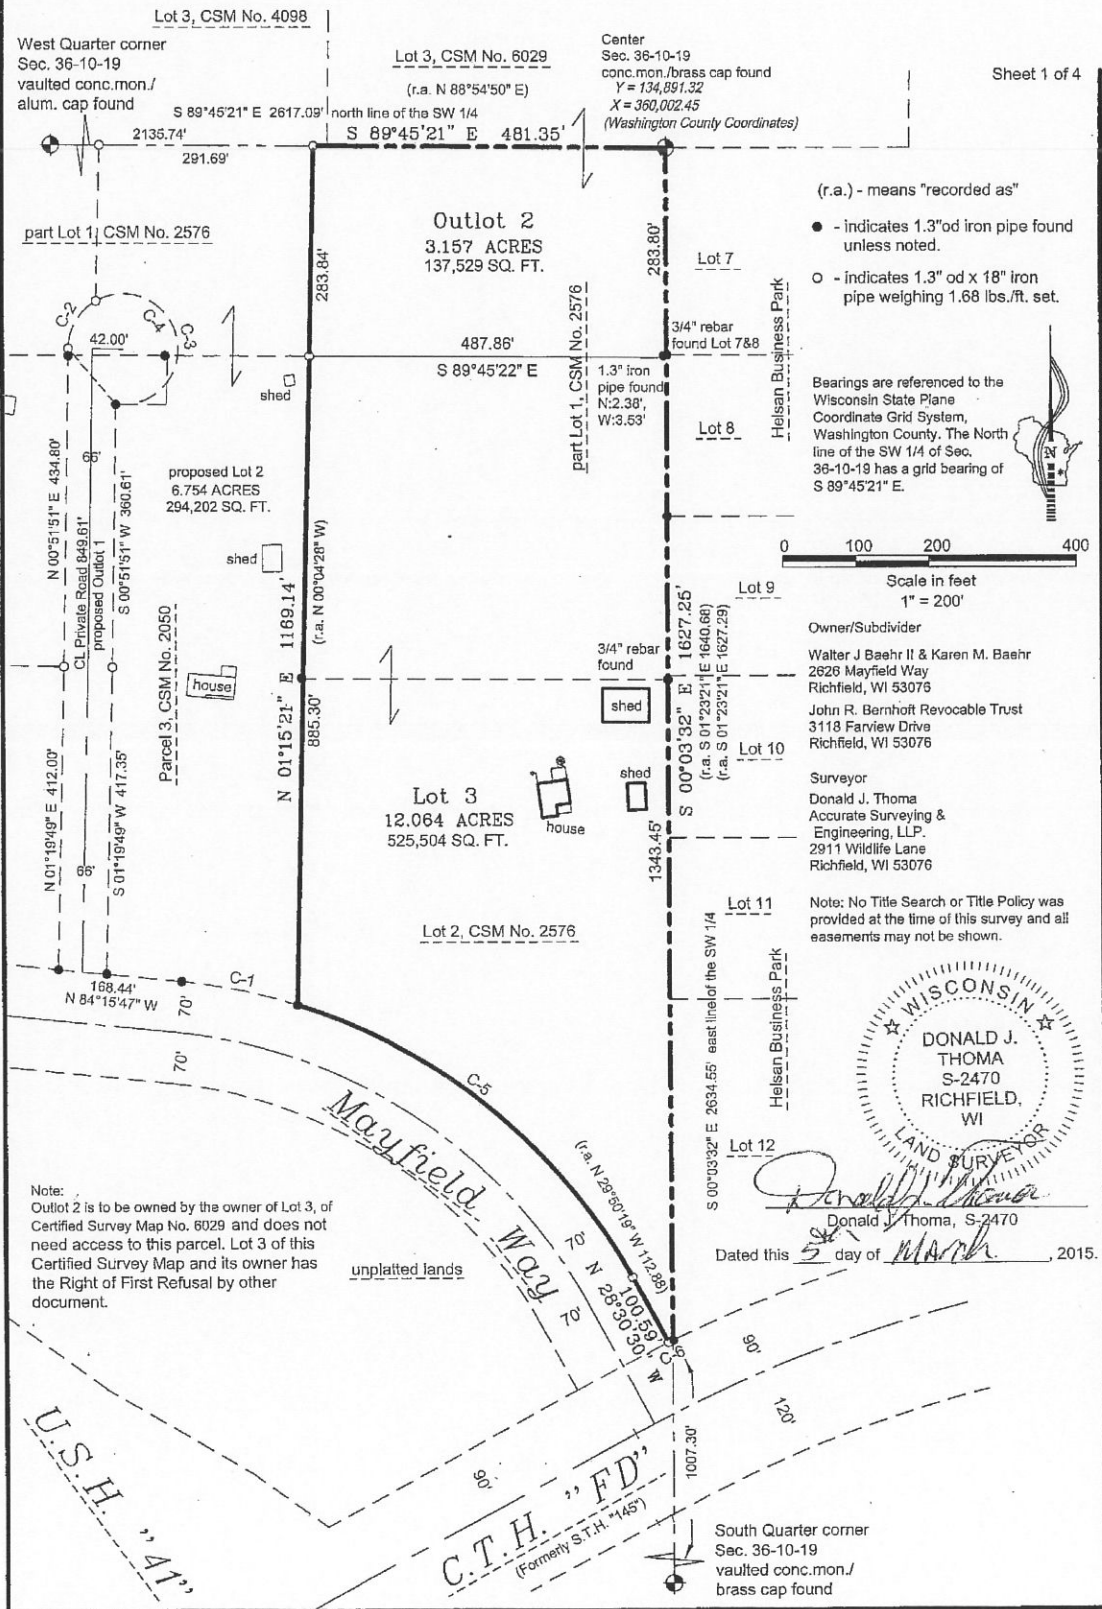 Lot 3, CSM No. 4098
West Quarter corner
Sec. 36-10-19
vaulted conc.mon./
alum. cap found
Lot 3, CSM No. 6029
(r.a. N 88°54'50" E)
Center
Sec. 36-10-19
conc.mon./brass cap found
Y = 134,891.32
X = 360,002.45
(Washington County Coordinates)
Sheet 1 of 4
S 89°45'21" E 2617.09' north line of the SW 1/4
2135.74'
S 89°45'21" E 481.35'
291.69'
part Lot 1, CSM No. 2576
Outlot 2
3.157 ACRES
137,529 SQ. FT.
283.84'
283.80'
Lot 7
(r.a.) - means "recorded as"
- indicates 1.3"od iron pipe found
unless noted.
- indicates 1.3" od x 18" iron
pipe weighing 1.68 lbs./ft. set.
C-2
C-4
C-3
42.00'
487.86'
S 89°45'22" E
part Lot 1, CSM No. 2576
3/4" rebar
found Lot 7&8
1.3" iron
pipe found
N:2.38',
W:3.53'
Helsan Business Park
shed
Lot 8
Bearings are referenced to the
Wisconsin State Plane
Coordinate Grid System,
Washington County. The North
line of the SW 1/4 of Sec.
36-10-19 has a grid bearing of
S 89°45'21" E.
N
N 00°51'51" E 434.80'
66'
CL Private Road 849.61'
proposed Outlot 1
S 00°51'51" W 360.61'
proposed Lot 2
6.754 ACRES
294,202 SQ. FT.
shed
N 01°15'21" E 1169.14'
(r.a. N 00°04'28" W)
0 100 200 400
Scale in feet
1" = 200'
Lot 9
Owner/Subdivider
Walter J Baehr II & Karen M. Baehr
2626 Mayfield Way
Richfield, WI 53076
John R. Bernhoft Revocable Trust
3118 Farview Drive
Richfield, WI 53076
Parcel 3, CSM No. 2050
house
885.30'
3/4" rebar
found
shed
S 00°03'32" E 1627.25'
(r.a. S 01°23'21" E 1640.68)
(r.a. S 01°23'21" E 1627.29)
Lot 10
Surveyor
Donald J. Thoma
Accurate Surveying &
Engineering, LLP.
2911 Wildlife Lane
Richfield, WI 53076
N 01°19'49" E 412.00'
66'
S 01°19'49" W 417.35'
Lot 3
12.064 ACRES
525,504 SQ. FT.
house
shed
1343.45'
Lot 11
Note: No Title Search or Title Policy was
provided at the time of this survey and all
easements may not be shown.
Lot 2, CSM No. 2576
168.44'
N 84°15'47" W
70'
C-1
70'
C-5
Mayfield Way
S 00°03'32" E 2634.55' east line of the SW 1/4
Helsan Business Park
WISCONSIN
DONALD J.
THOMA
S-2470
RICHFIELD,
WI
LAND SURVEYOR
Lot 12
(r.a. N 29°50'19" W 112.88)
Donald J. Thoma
Donald J. Thoma, S-2470
Dated this 5th day of March, 2015.
Note:
Outlot 2 is to be owned by the owner of Lot 3, of
Certified Survey Map No. 6029 and does not
need access to this parcel. Lot 3 of this
Certified Survey Map and its owner has
the Right of First Refusal by other
document.
unplatted lands
70'
70'
100.59'
N 28°30'30" W
C-6
90'
120'
1007.30'
90'
U.S.H. "41"
C.T.H. "FD"
(Formerly S.T.H. "145")
South Quarter corner
Sec. 36-10-19
vaulted conc.mon./
brass cap found